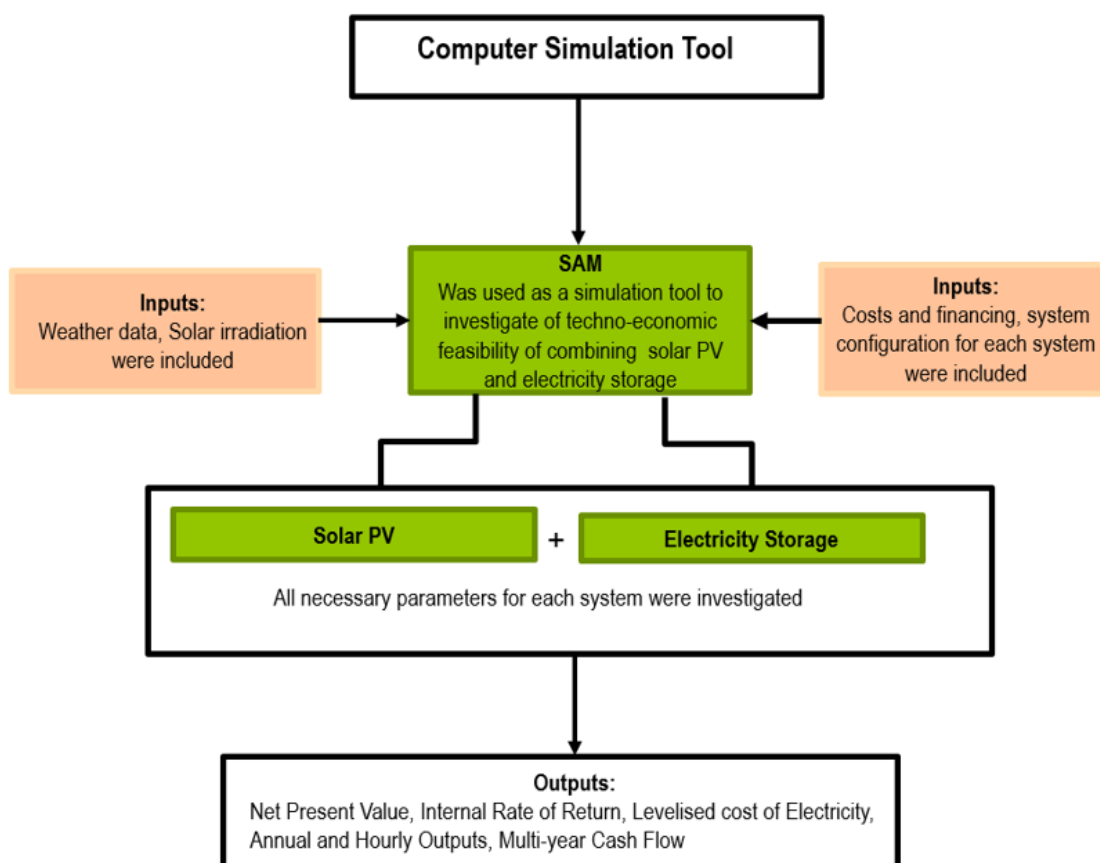 Computer Simulation Tool
SAM
Was used as a simulation tool to
investigate of techno-economic
feasibility of combining solar PV
and electricity storage
Inputs:
Weather data, Solar irradiation
were included
Inputs:
Costs and financing, system
configuration for each system
were included
Solar PV
+
Electricity Storage
All necessary parameters for each system were investigated
Outputs:
Net Present Value, Internal Rate of Return, Levelised cost of Electricity,
Annual and Hourly Outputs, Multi-year Cash Flow